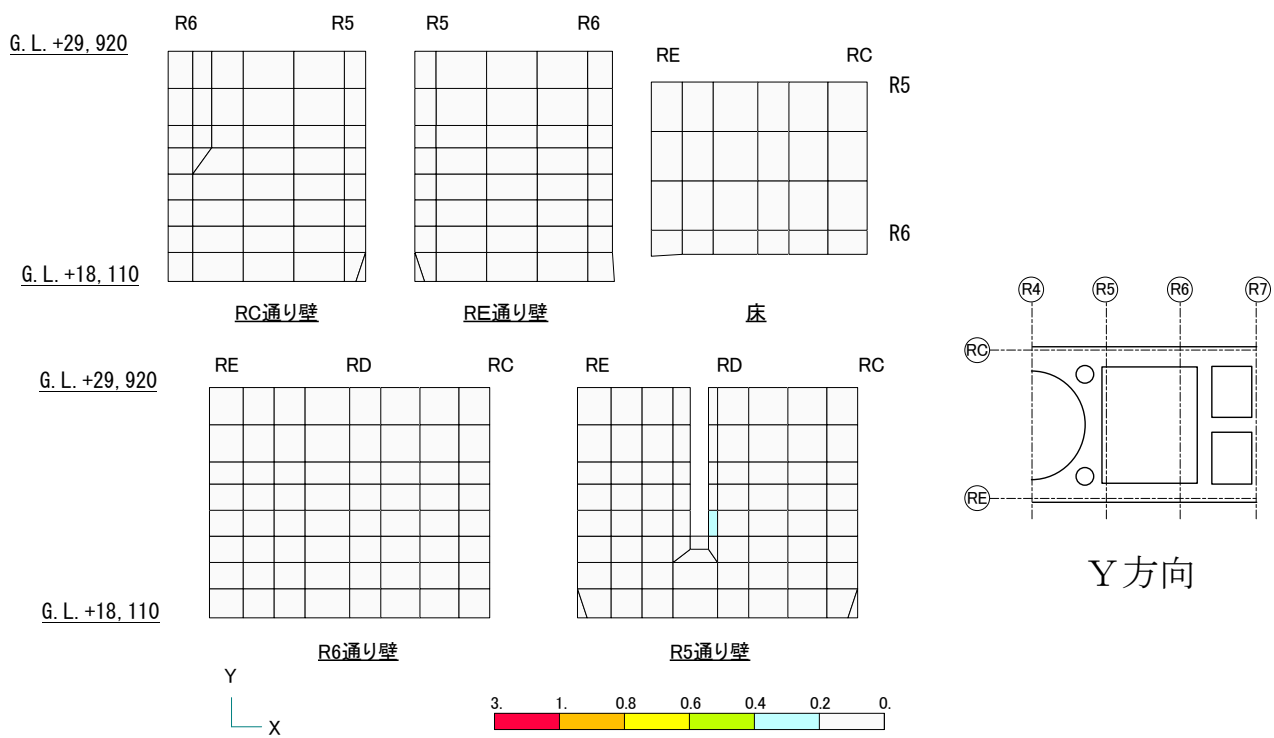 R6 R5 R5 R6
G.L.+29,920
RE RC
R5
R6
G.L.+18,110
RC通り壁 RE通り壁 床
R4 R5 R6 R7
RC
RE RD RC RE RD RC
G.L.+29,920
RE
Y方向
G.L.+18,110
R6通り壁 R5通り壁
Y
X
3. 1. 0.8 0.6 0.4 0.2 0.